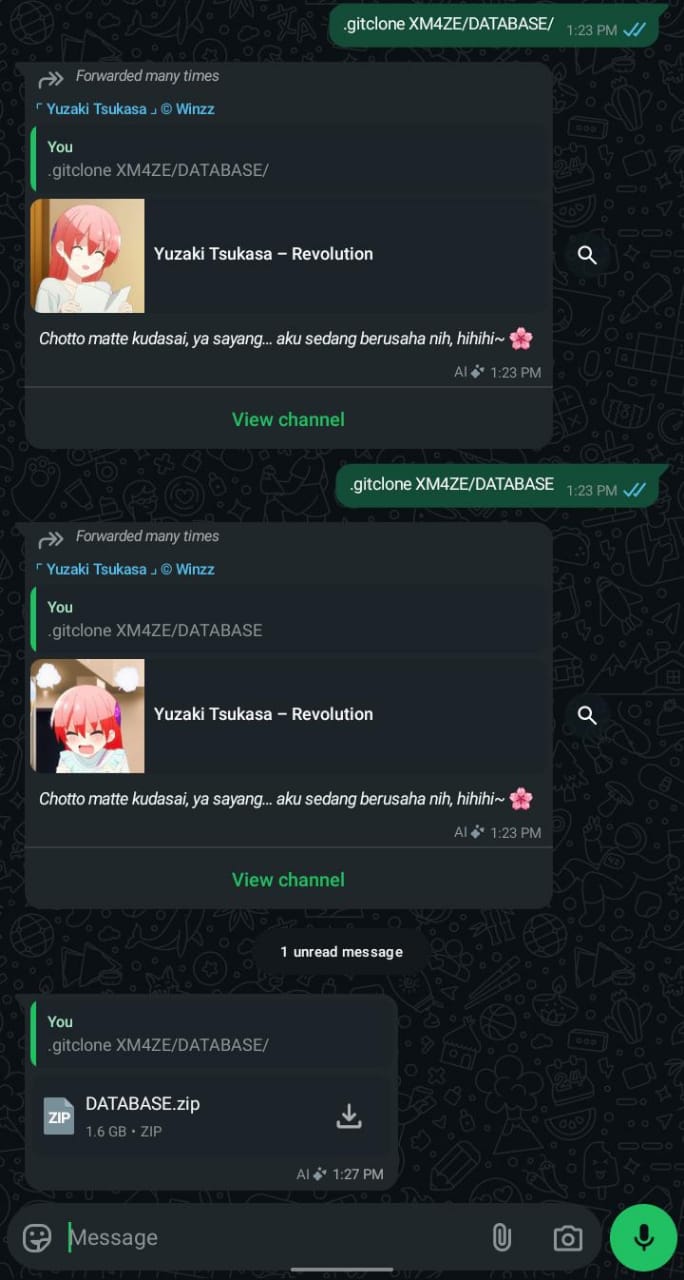 .gitclone XM4ZE/DATABASE/ 1:23 PM
Forwarded many times
「 Yuzaki Tsukasa 」 © Winzz
You
.gitclone XM4ZE/DATABASE/
Yuzaki Tsukasa – Revolution
Chotto matte kudasai, ya sayang... aku sedang berusaha nih, hihihi~ 🌸
AI 1:23 PM
View channel
.gitclone XM4ZE/DATABASE 1:23 PM
Forwarded many times
「 Yuzaki Tsukasa 」 © Winzz
You
.gitclone XM4ZE/DATABASE
Yuzaki Tsukasa – Revolution
Chotto matte kudasai, ya sayang... aku sedang berusaha nih, hihihi~ 🌸
AI 1:23 PM
View channel
1 unread message
You
.gitclone XM4ZE/DATABASE/
ZIP
DATABASE.zip
1.6 GB • ZIP
AI 1:27 PM
Message